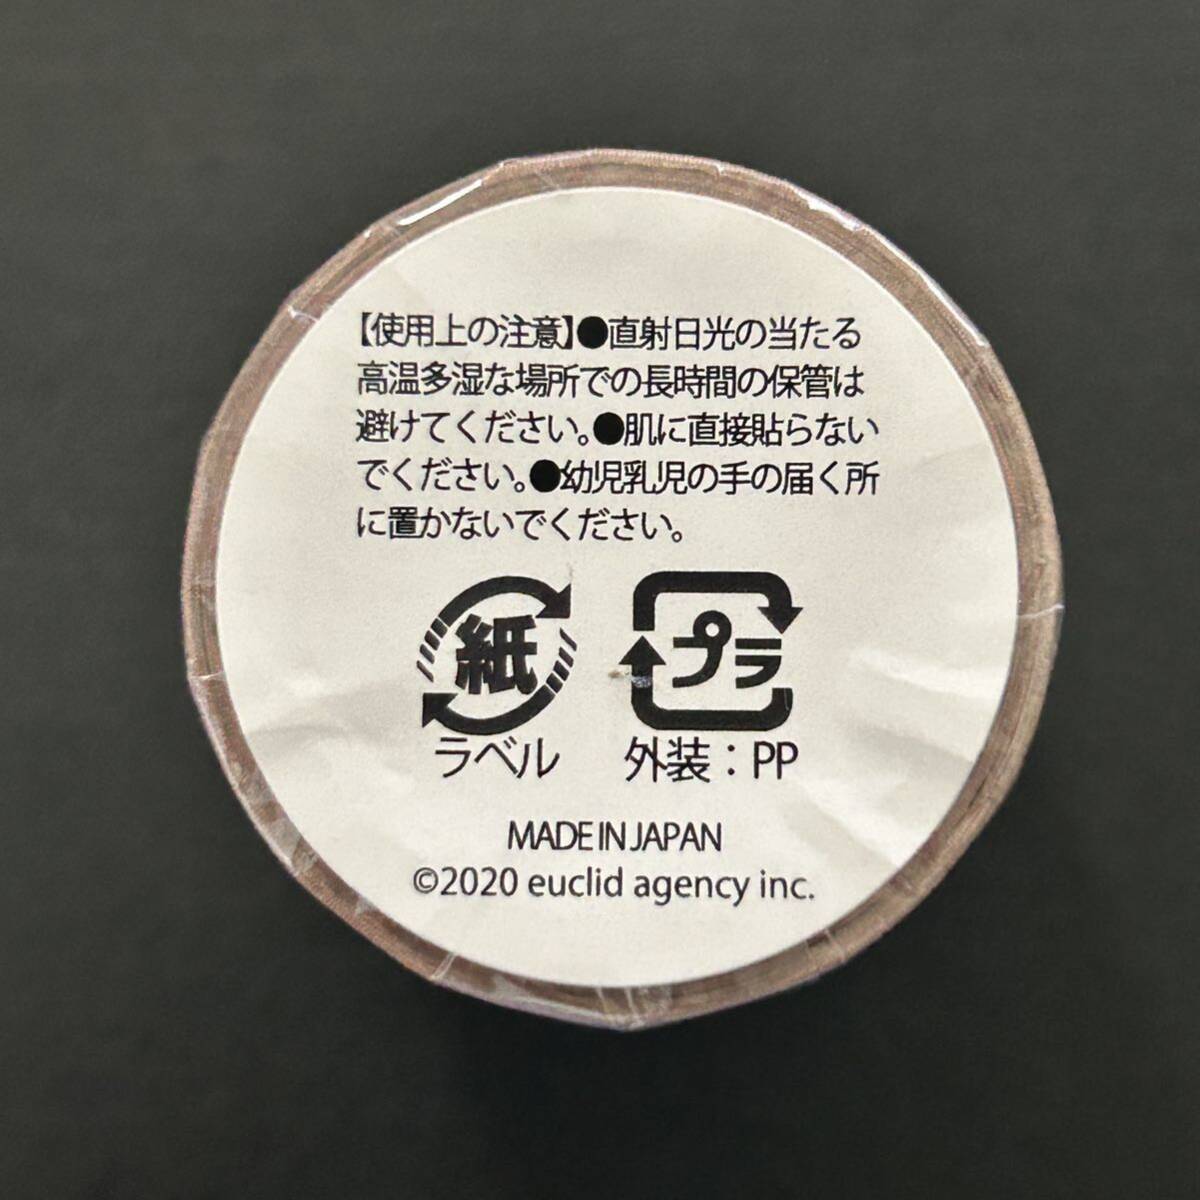 【使用上の注意】●直射日光の当たる
高温多湿な場所での長時間の保管は
避けてください。●肌に直接貼らない
でください。●幼児乳児の手の届く所
に置かないでください。
紙
プラ
ラベル
外装：PP
MADE IN JAPAN
©2020 euclid agency inc.